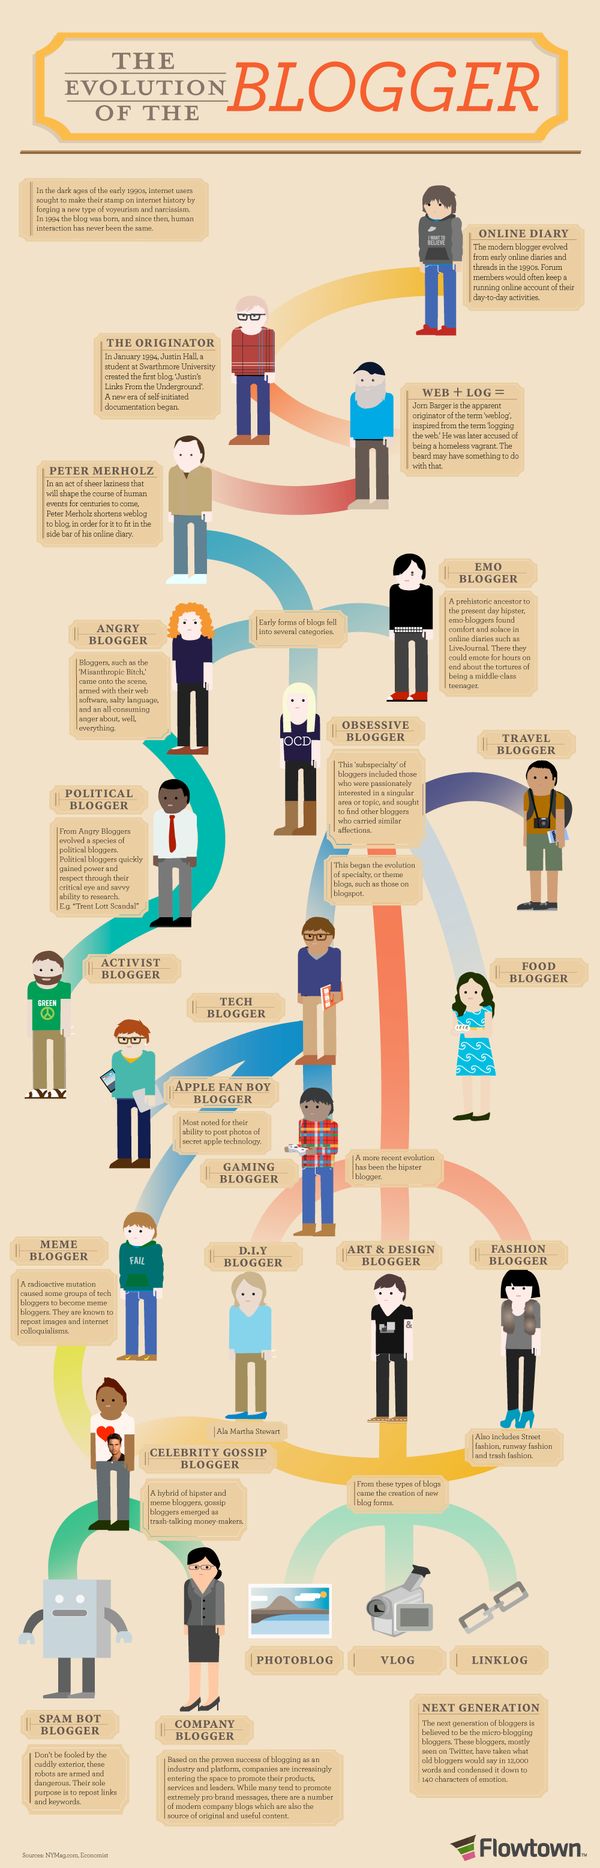 THE
EVOLUTION
OF THE
BLOGGER
In the dark ages of the early 1990s, internet users
sought to make their stamp on internet history by
forging a new type of voyeurism and narcissism.
In 1994 the blog was born, and since then, human
interaction has never been the same.
I WANT TO
BELIEVE
ONLINE DIARY
The modern blogger evolved
from early online diaries and
threads in the 1990s. Forum
members would often keep a
running online account of their
day-to-day activities.
THE ORIGINATOR
In January 1994, Justin Hall, a
student at Swarthmore University
created the first blog, 'Justin's
Links From the Underground'.
A new era of self-initiated
documentation began.
WEB + LOG =
Jorn Barger is the apparent
originator of the term 'weblog',
inspired from the term 'logging
the web.' He was later accused of
being a homeless vagrant. The
beard may have something to do
with that.
PETER MERHOLZ
In an act of sheer laziness that
will shape the course of human
events for centuries to come,
Peter Merholz shortens weblog
to blog, in order for it to fit in the
side bar of his online diary.
EMO
BLOGGER
A prehistoric ancestor to
the present day hipster,
emo-bloggers found
comfort and solace in
online diaries such as
LiveJournal. There they
could emote for hours on
end about the tortures of
being a middle-class
teenager.
Early forms of blogs fell
into several categories.
ANGRY
BLOGGER
Bloggers, such as the
'Misanthropic Bitch,'
came onto the scene,
armed with their web
software, salty language,
and an all consuming
anger about, well,
everything.
OCD
OBSESSIVE
BLOGGER
This 'subspecialty' of
bloggers included those
who were passionately
interested in a singular
area or topic, and sought
to find other bloggers
who carried similar
affections.
TRAVEL
BLOGGER
POLITICAL
BLOGGER
From Angry Bloggers
evolved a species of
political bloggers.
Political bloggers quickly
gained power and
respect through their
critical eye and savvy
ability to research.
E.g. "Trent Lott Scandal"
This began the evolution
of specialty, or theme
blogs, such as those on
blogspot.
ACTIVIST
BLOGGER
GREEN
FOOD
BLOGGER
TECH
BLOGGER
APPLE FAN BOY
BLOGGER
Most noted for their
ability to post photos of
secret apple technology.
GAMING
BLOGGER
A more recent evolution
has been the hipster
blogger.
MEME
BLOGGER
FAIL
A radioactive mutation
caused some groups of tech
bloggers to become meme
bloggers. They are known to
repost images and internet
colloquialisms.
D.I.Y
BLOGGER
ART & DESIGN
BLOGGER
FASHION
BLOGGER
&
Ala Martha Stewart
Also includes Street
fashion, runway fashion
and trash fashion.
CELEBRITY GOSSIP
BLOGGER
A hybrid of hipster and
meme bloggers, gossip
bloggers emerged as
trash-talking money-makers.
From these types of blogs
came the creation of new
blog forms.
PHOTOBLOG
VLOG
LINKLOG
SPAM BOT
BLOGGER
Don't be fooled by the
cuddly exterior, these
robots are armed and
dangerous. Their sole
purpose is to repost links
and keywords.
COMPANY
BLOGGER
Based on the proven success of blogging as an
industry and platform, companies are increasingly
entering the space to promote their products,
services and leaders. While many tend to promote
extremely pro-brand messages, there are a number
of modern company blogs which are also the
source of original and useful content.
NEXT GENERATION
The next generation of bloggers is
believed to be the micro-blogging
bloggers. These bloggers, mostly
seen on Twitter, have taken what
old bloggers would say in 12,000
words and condensed it down to
140 characters of emotion.
Sources: NYMag.com, Economist
Flowtown